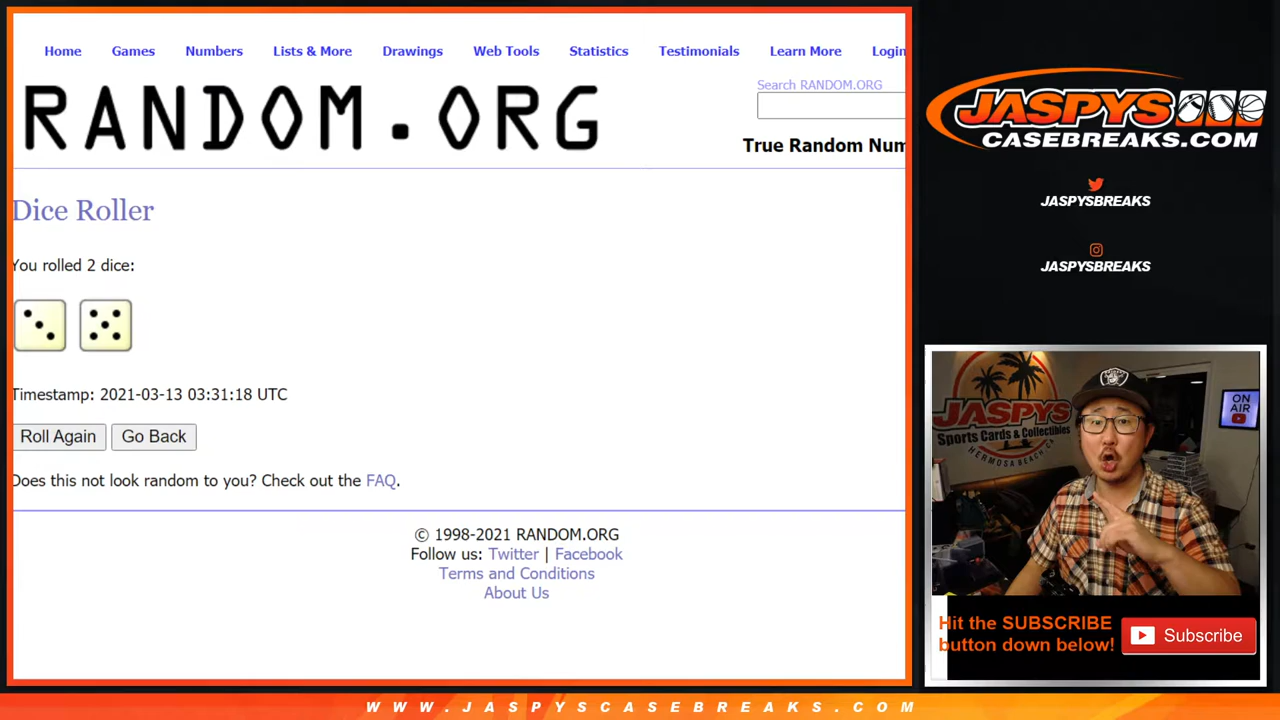 Home Games Numbers Lists & More Drawings Web Tools Statistics Testimonials Learn More Login
RANDOM.ORG
Search RANDOM.ORG
True Random Num
Dice Roller
You rolled 2 dice:
Timestamp: 2021-03-13 03:31:18 UTC
Roll Again Go Back
Does this not look random to you? Check out the FAQ.
© 1998-2021 RANDOM.ORG
Follow us: Twitter | Facebook
Terms and Conditions
About Us
JASPYS
CASEBREAKS.COM
JASPYSBREAKS
JASPYSBREAKS
JASPYS
Sports Cards & Collectibles
HERMOSA BEACH, CA
ON
AIR
Hit the SUBSCRIBE
button down below!
Subscribe
WWW.JASPYSCASEBREAKS.COM